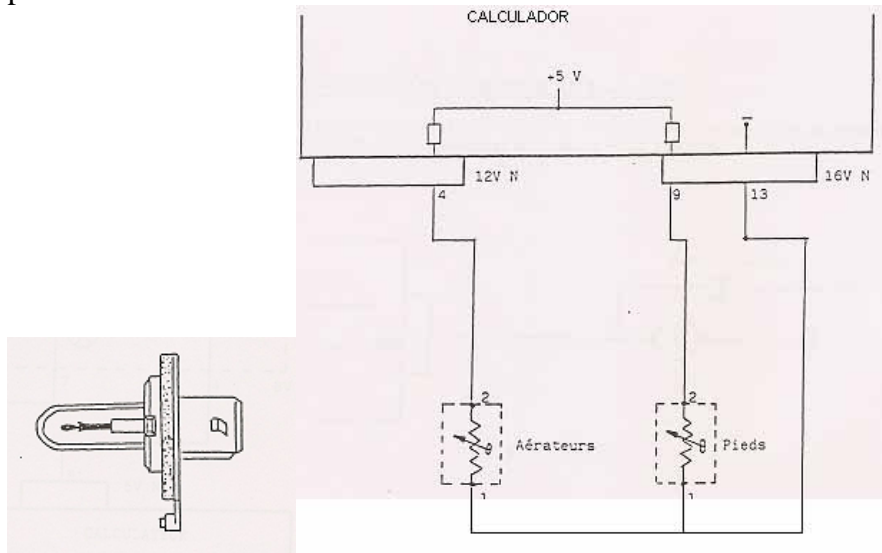 CALCULADOR
+5 V
12V N
16V N
4
9
13
2
2
θ Aérateurs
θ Pieds
1
1